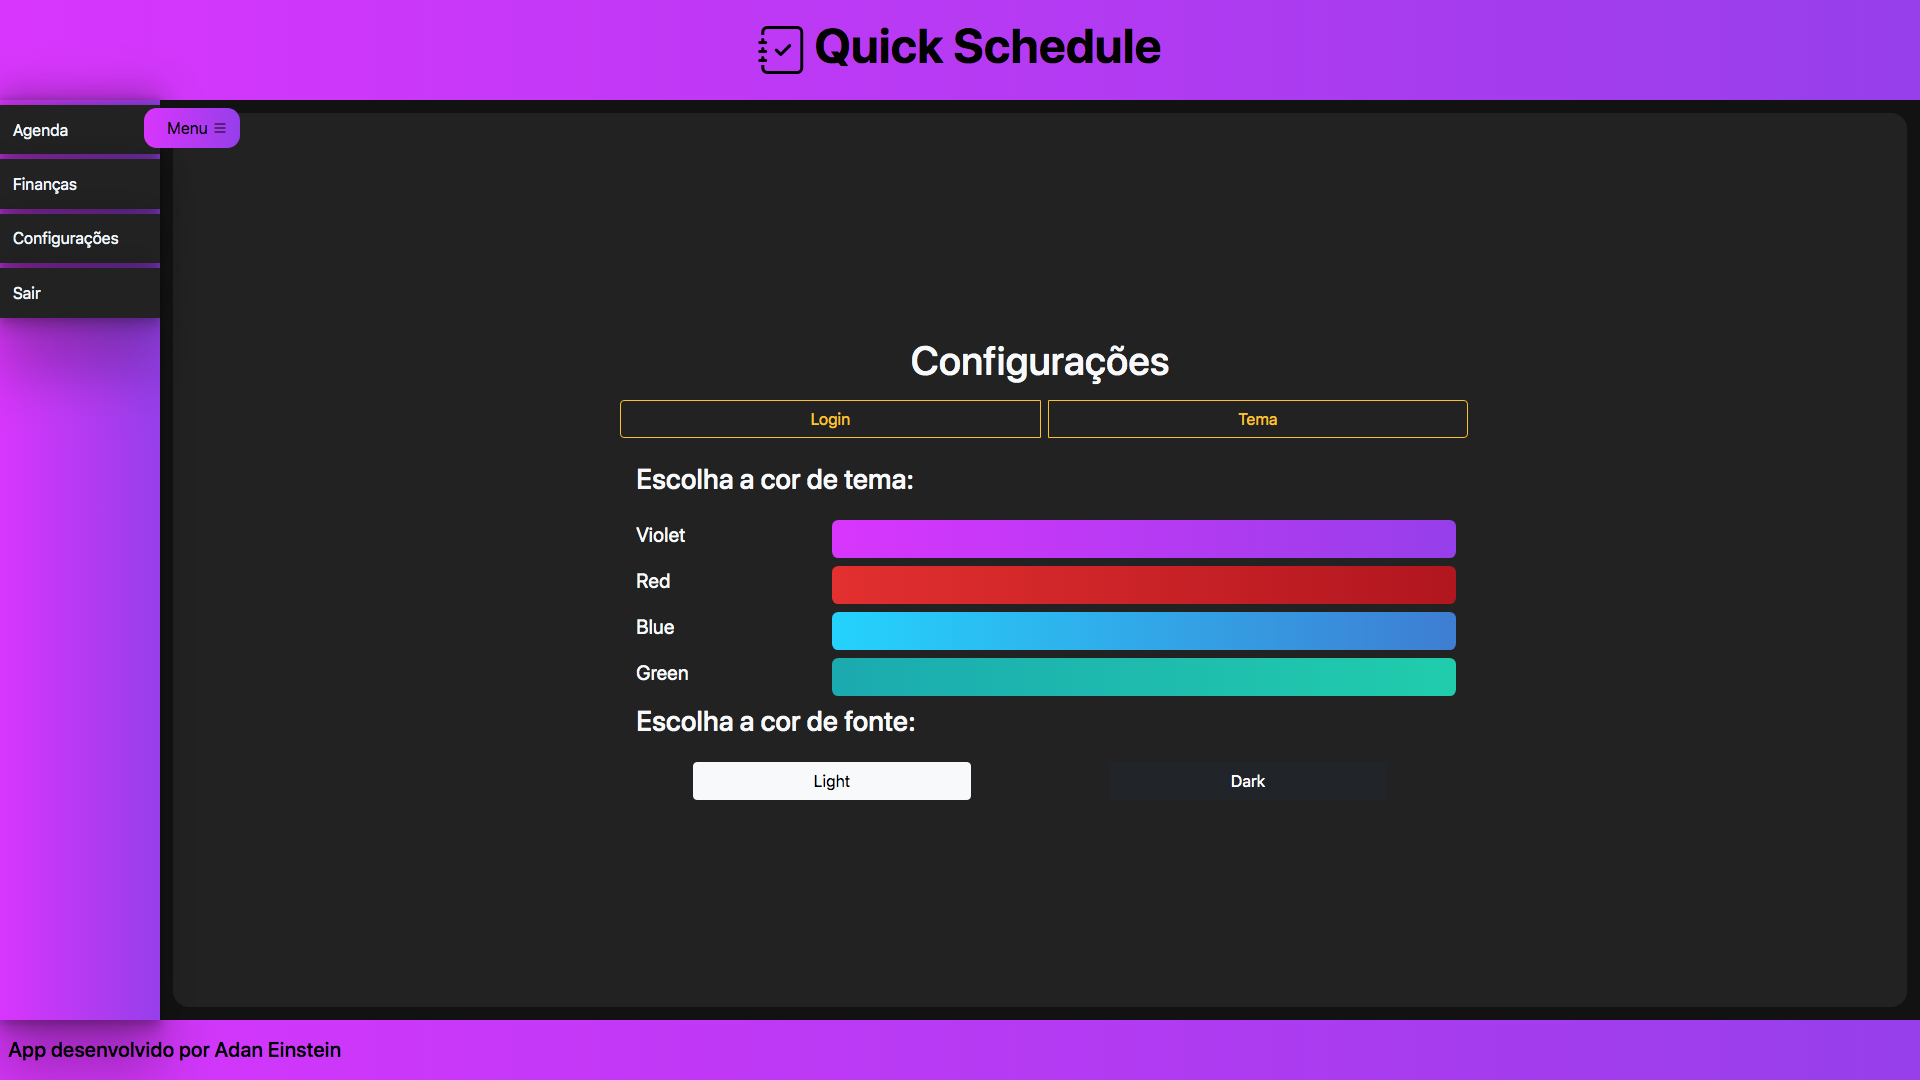 Quick Schedule
Agenda
Menu
Finanças
Configurações
Sair
Configurações
Login
Tema
Escolha a cor de tema:
Violet
Red
Blue
Green
Escolha a cor de fonte:
Light
Dark
App desenvolvido por Adan Einstein